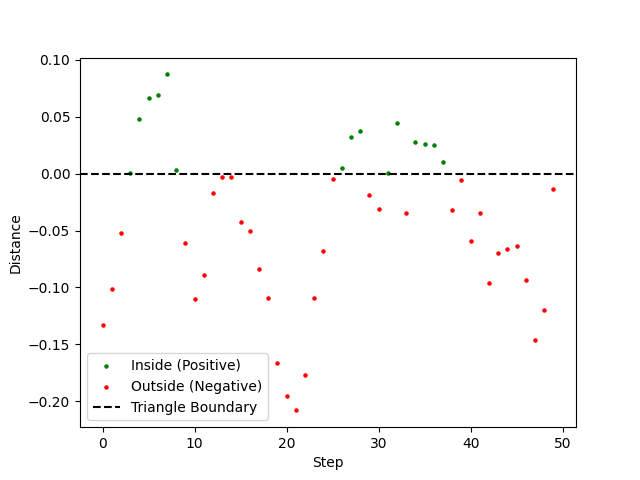 0.10
0.05
0.00
−0.05
−0.10
−0.15
−0.20
Distance
Inside (Positive)
Outside (Negative)
Triangle Boundary
0 10 20 30 40 50
Step